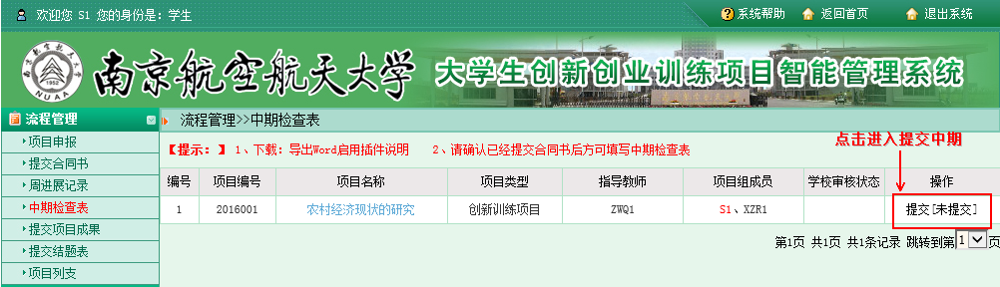 欢迎您 S1 您的身份是：学生
系统帮助 返回首页 退出系统
NUAA
1952
南京航空航天大学 大学生创新创业训练项目智能管理系统
流程管理
流程管理>>中期检查表
项目申报
提交合同书
周进展记录
中期检查表
提交项目成果
提交结题表
项目列支
【提示：】 1、下载：导出Word启用插件说明 2、请确认已经提交合同书后方可填写中期检查表
点击进入提交中期
编号 项目编号 项目名称 项目类型 指导教师 项目组成员 学校审核状态 操作
1 2016001 农村经济现状的研究 创新训练项目 ZWQ1 S1、XZR1 提交[未提交]
第1页 共1页 共1条记录 跳转到第 1 页